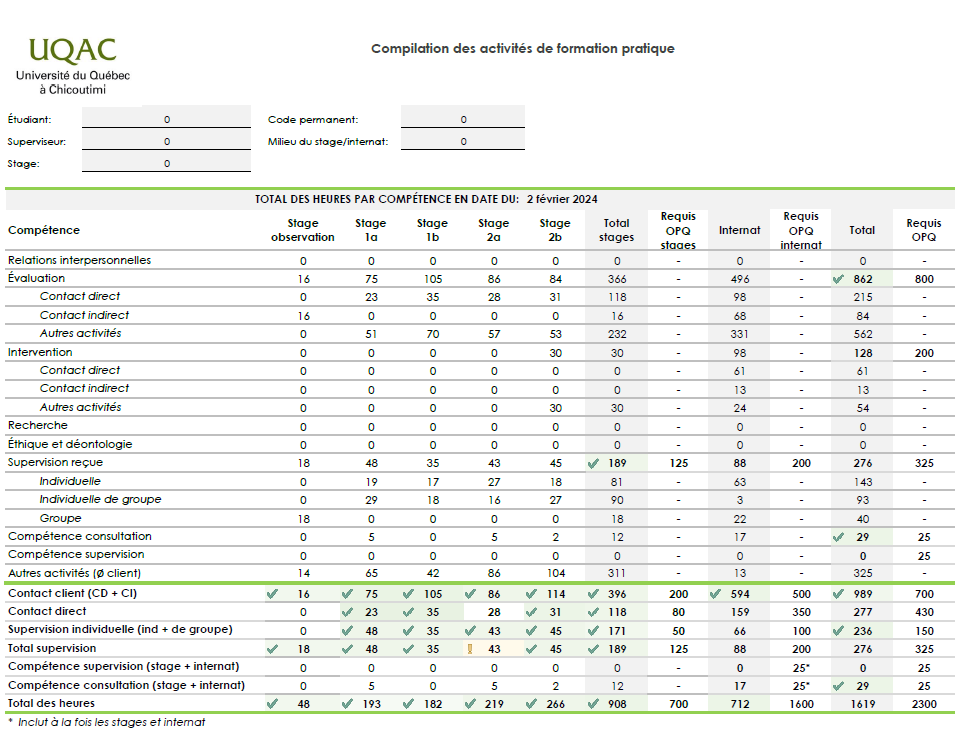 Compilation des activités de formation pratique
UQAC
Université du Québec
à Chicoutimi
Étudiant: 0 Code permanent: 0
Superviseur: 0 Milieu du stage/internat: 0
Stage: 0
TOTAL DES HEURES PAR COMPÉTENCE EN DATE DU: 2 février 2024
Compétence Stage observation Stage 1a Stage 1b Stage 2a Stage 2b Total stages Requis OPQ stages Internat Requis OPQ internat Total Requis OPQ
Relations interpersonnelles 0 0 0 0 0 0 - 0 - 0 -
Évaluation 16 75 105 86 84 366 - 496 - ✓ 862 800
Contact direct 0 23 35 28 31 118 - 98 - 215 -
Contact indirect 16 0 0 0 0 16 - 68 - 84 -
Autres activités 0 51 70 57 53 232 - 331 - 562 -
Intervention 0 0 0 0 30 30 - 98 - 128 200
Contact direct 0 0 0 0 0 0 - 61 - 61 -
Contact indirect 0 0 0 0 0 0 - 13 - 13 -
Autres activités 0 0 0 0 30 30 - 24 - 54 -
Recherche 0 0 0 0 0 0 - 0 - 0 -
Éthique et déontologie 0 0 0 0 0 0 - 0 - 0 -
Supervision reçue 18 48 35 43 45 ✓ 189 125 88 200 276 325
Individuelle 0 19 17 27 18 81 - 63 - 143 -
Individuelle de groupe 0 29 18 16 27 90 - 3 - 93 -
Groupe 18 0 0 0 0 18 - 22 - 40 -
Compétence consultation 0 5 0 5 2 12 - 17 - ✓ 29 25
Compétence supervision 0 0 0 0 0 0 - 0 - 0 25
Autres activités (Ø client) 14 65 42 86 104 311 - 13 - 325 -
Contact client (CD + CI) ✓ 16 ✓ 75 ✓ 105 ✓ 86 ✓ 114 ✓ 396 200 ✓ 594 500 ✓ 989 700
Contact direct 0 ✓ 23 ✓ 35 28 ✓ 31 ✓ 118 80 159 350 277 430
Supervision individuelle (ind + de groupe) 0 ✓ 48 ✓ 35 ✓ 43 ✓ 45 ✓ 171 50 66 100 ✓ 236 150
Total supervision ✓ 18 ✓ 48 ✓ 35 ! 43 ✓ 45 ✓ 189 125 88 200 276 325
Compétence supervision (stage + internat) 0 0 0 0 0 0 - 0 25* 0 25
Compétence consultation (stage + internat) 0 5 0 5 2 12 - 17 25* ✓ 29 25
Total des heures ✓ 48 ✓ 193 ✓ 182 ✓ 219 ✓ 266 ✓ 908 700 712 1600 1619 2300
* Inclut à la fois les stages et internat